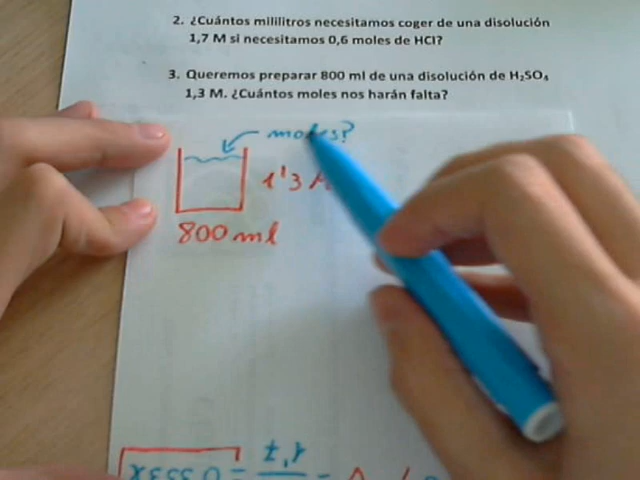 2. ¿Cuántos mililitros necesitamos coger de una disolución
1,7 M si necesitamos 0,6 moles de HCl?
3. Queremos preparar 800 ml de una disolución de H₂SO₄
1,3 M. ¿Cuántos moles nos harán falta?
moles?
1'3
800 ml